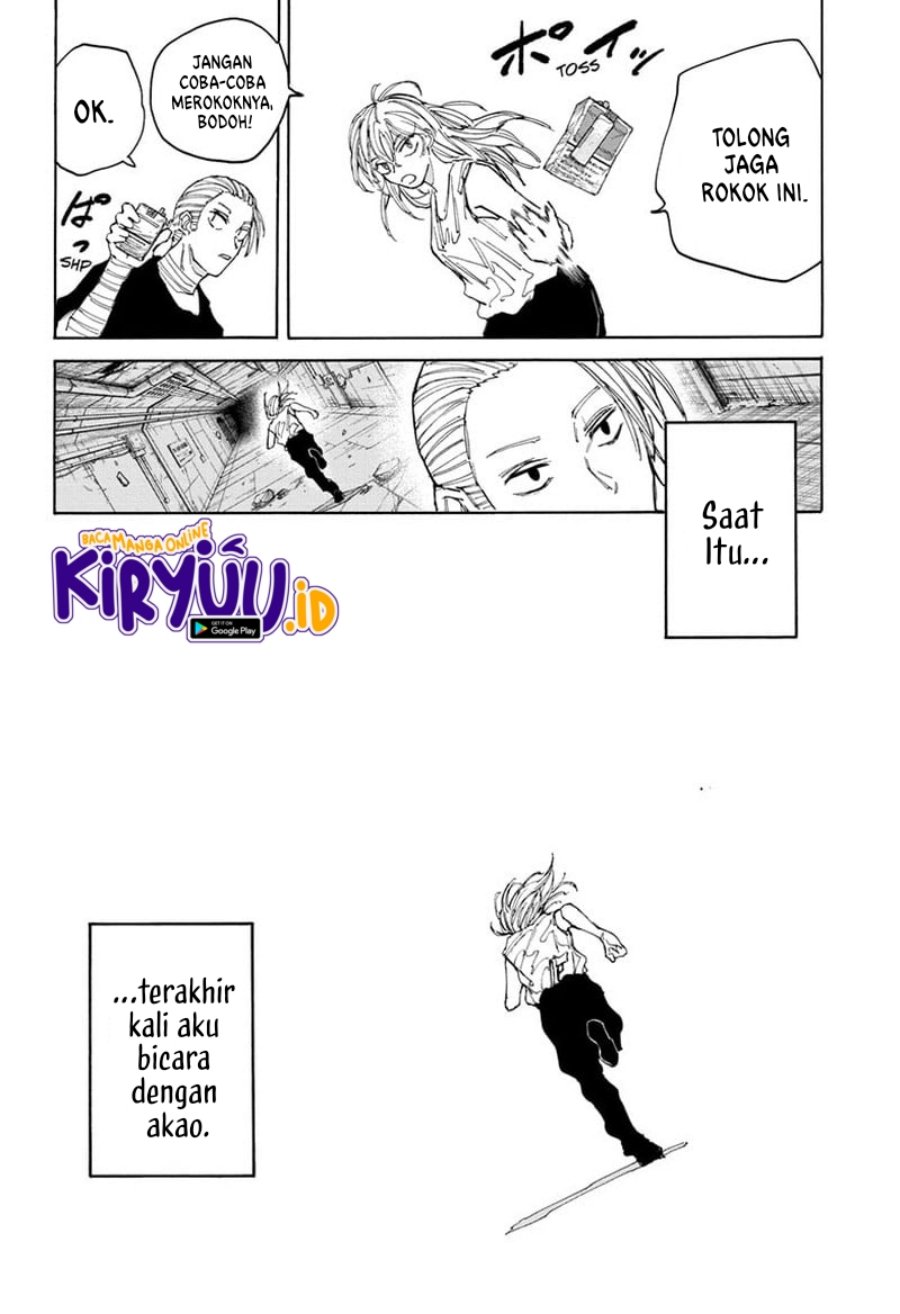 ポイッ
TOSS
TOLONG
JAGA
ROKOK INI.
JANGAN
COBA-COBA
MEROKOKNYA,
BODOH!
OK.
ぱっ
SHP
Saat
Itu...
BACA MANGA ONLINE
KIRYUU.iD
GET IT ON
Google Play
...terakhir
kali aku
bicara
dengan
akao.